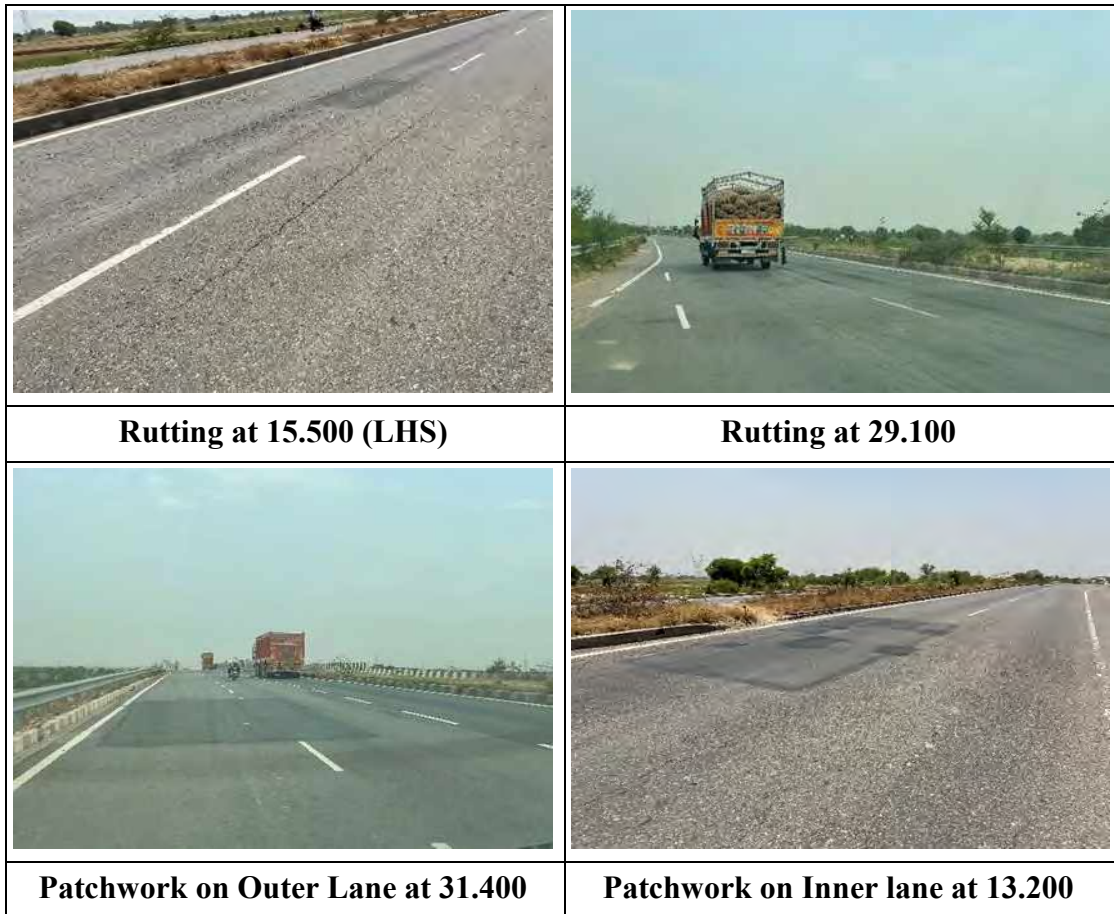 Rutting at 15.500 (LHS)
Rutting at 29.100
Patchwork on Outer Lane at 31.400
Patchwork on Inner lane at 13.200